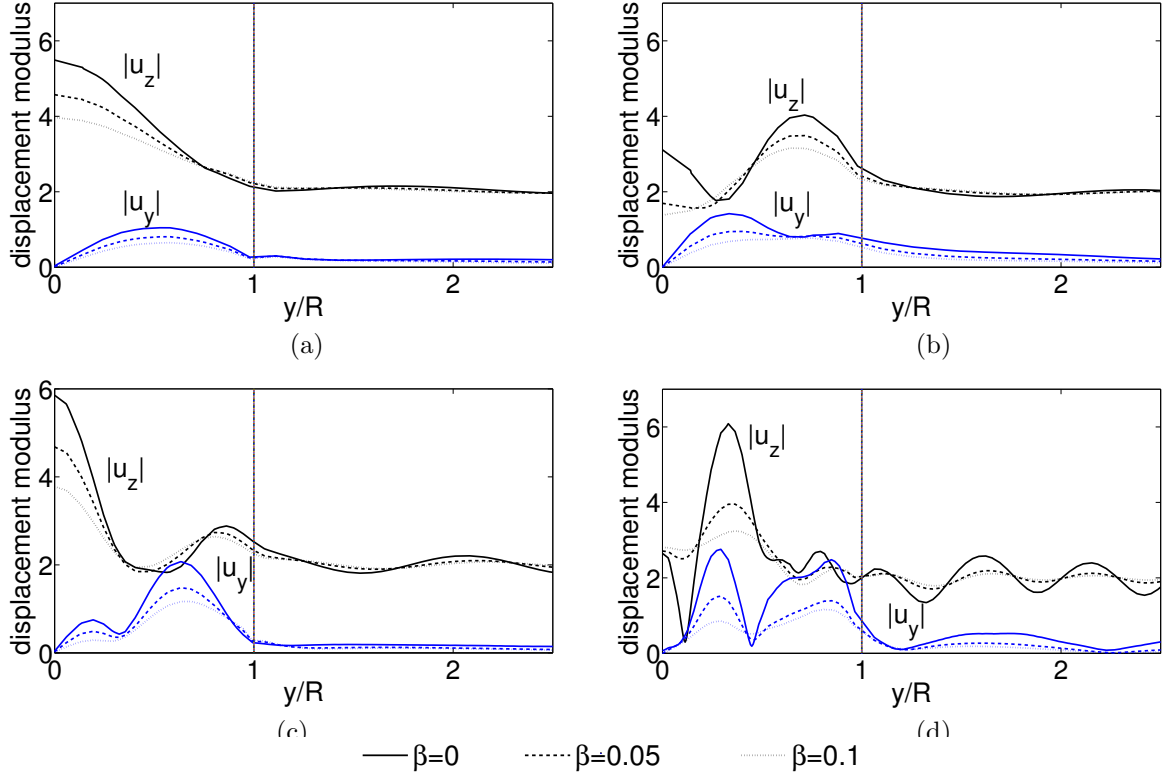 displacement modulus
6
4
2
0
|u_z|
|u_y|
0 1 2
y/R
(a)
displacement modulus
6
4
2
0
|u_z|
|u_y|
0 1 2
y/R
(b)
displacement modulus
6
4
2
0
|u_z|
|u_y|
0 1 2
y/R
(c)
displacement modulus
6
4
2
0
|u_z|
|u_y|
0 1 2
y/R
(d)
β=0 β=0.05 β=0.1